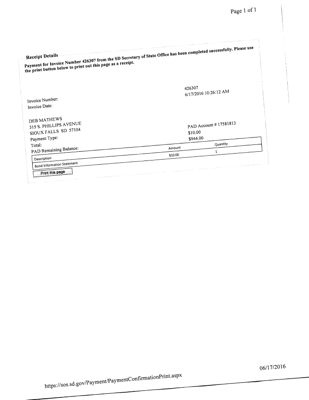 Page 1 of 1
Receipt Details
Payment for Invoice Number 426307 from the SD Secretary of State Office has been completed successfully. Please use
the print button below to print out this page as a receipt.
Invoice Number: 426307
Invoice Date: 6/17/2016 10:26:12 AM
DEB MATHEWS
315 S. PHILLIPS AVENUE
SIOUX FALLS SD 57104
Payment Type: PAD Account # 17581813
Total: $10.00
PAD Remaining Balance: $944.00
Description Amount Quantity
Bond Information Statement $10.00 1
Print this page
https://sos.sd.gov/Payment/PaymentConfirmationPrint.aspx 06/17/2016